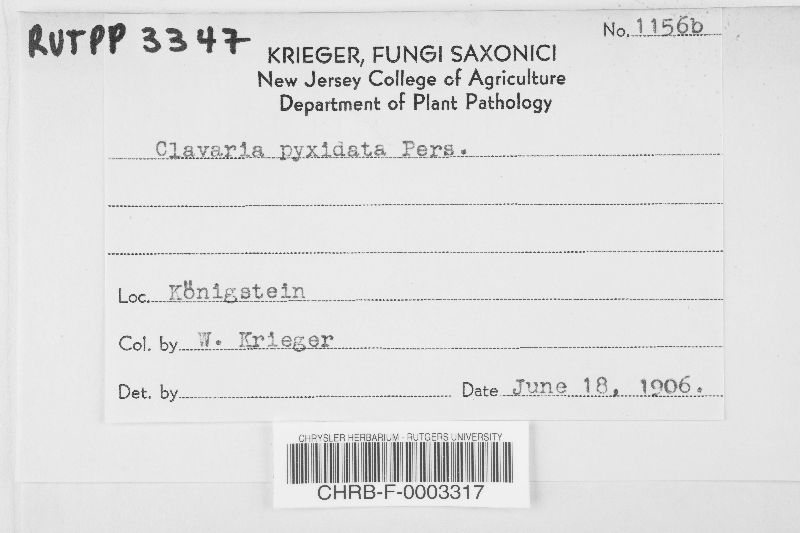 RUTPP 3347
No. 1156b
KRIEGER, FUNGI SAXONICI
New Jersey College of Agriculture
Department of Plant Pathology
Clavaria pyxidata Pers.
Loc. Königstein
Col. by W. Krieger
Det. by
Date June 18, 1906.
CHRYSLER HERBARIUM - RUTGERS UNIVERSITY
CHRB-F-0003317